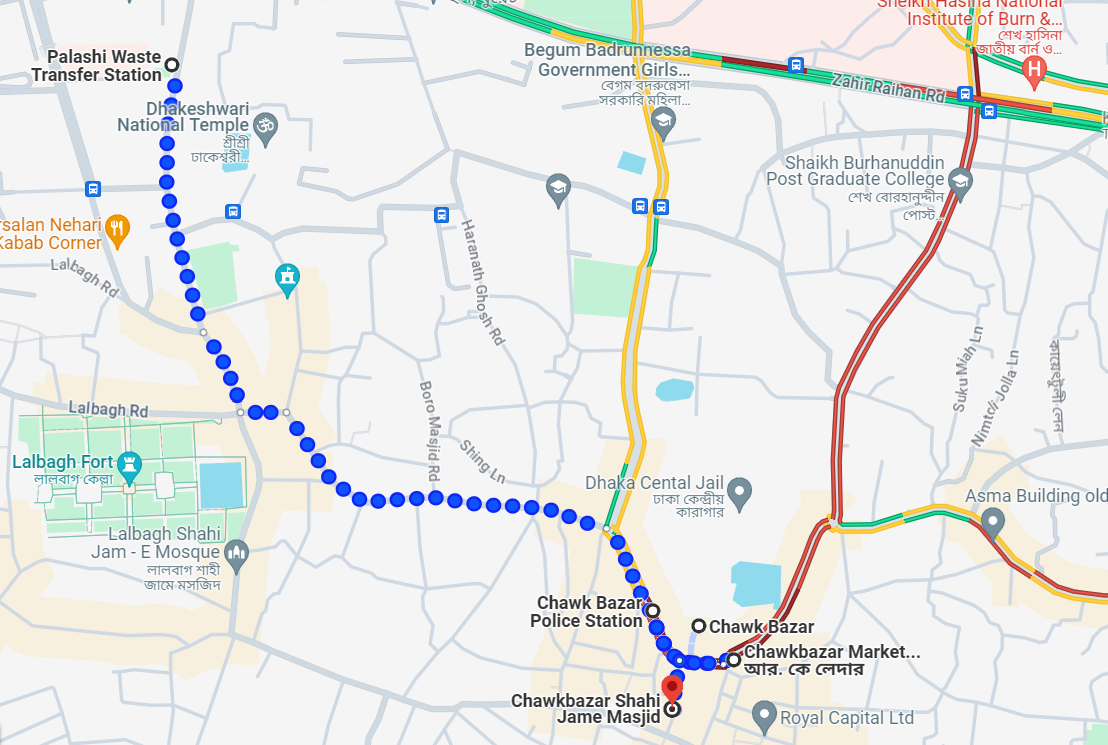 Sheikh Hasina National
Institute of Burn &...
শেখ হাসিনা
জাতীয় বার্ন ও...
Palashi Waste
Transfer Station
Begum Badrunnessa
Government Girls...
বেগম বদরুন্নেসা
সরকারি মহিলা...
Zahir Raihan Rd
Dhakeshwari
National Temple
শ্রীশ্রী
ঢাকেশ্বরী...
Shaikh Burhanuddin
Post Graduate College
শেখ বোরহানুদ্দীন
পোস্ট...
rsalan Nehari
Kabab Corner
Lalbagh Rd
Haranath Ghosh Rd
Suku Miah Ln
Nimtoli Jolla Ln
কায়েৎটুলী লেন
Lalbagh Rd
Boro Masjid Rd
Shing Ln
Lalbagh Fort
লালবাগ কেল্লা
Dhaka Cental Jail
ঢাকা কেন্দ্রীয়
কারাগার
Asma Building old
Lalbagh Shahi
Jam - E Mosque
লালবাগ শাহী
জামে মসজিদ
Chawk Bazar
Police Station
Chawk Bazar
Chawkbazar Market...
আর. কে লেদার
Chawkbazar Shahi
Jame Masjid
Royal Capital Ltd